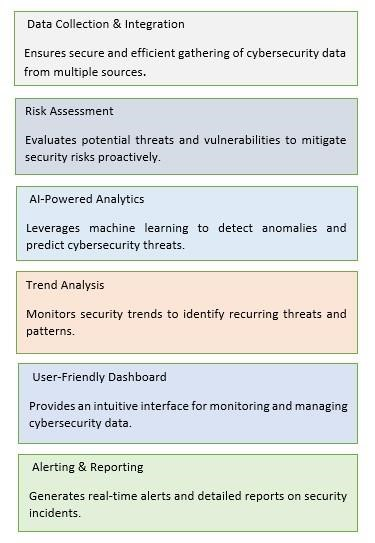 Data Collection & Integration
Ensures secure and efficient gathering of cybersecurity data
from multiple sources.
Risk Assessment
Evaluates potential threats and vulnerabilities to mitigate
security risks proactively.
AI-Powered Analytics
Leverages machine learning to detect anomalies and
predict cybersecurity threats.
Trend Analysis
Monitors security trends to identify recurring threats and
patterns.
User-Friendly Dashboard
Provides an intuitive interface for monitoring and managing
cybersecurity data.
Alerting & Reporting
Generates real-time alerts and detailed reports on security
incidents.